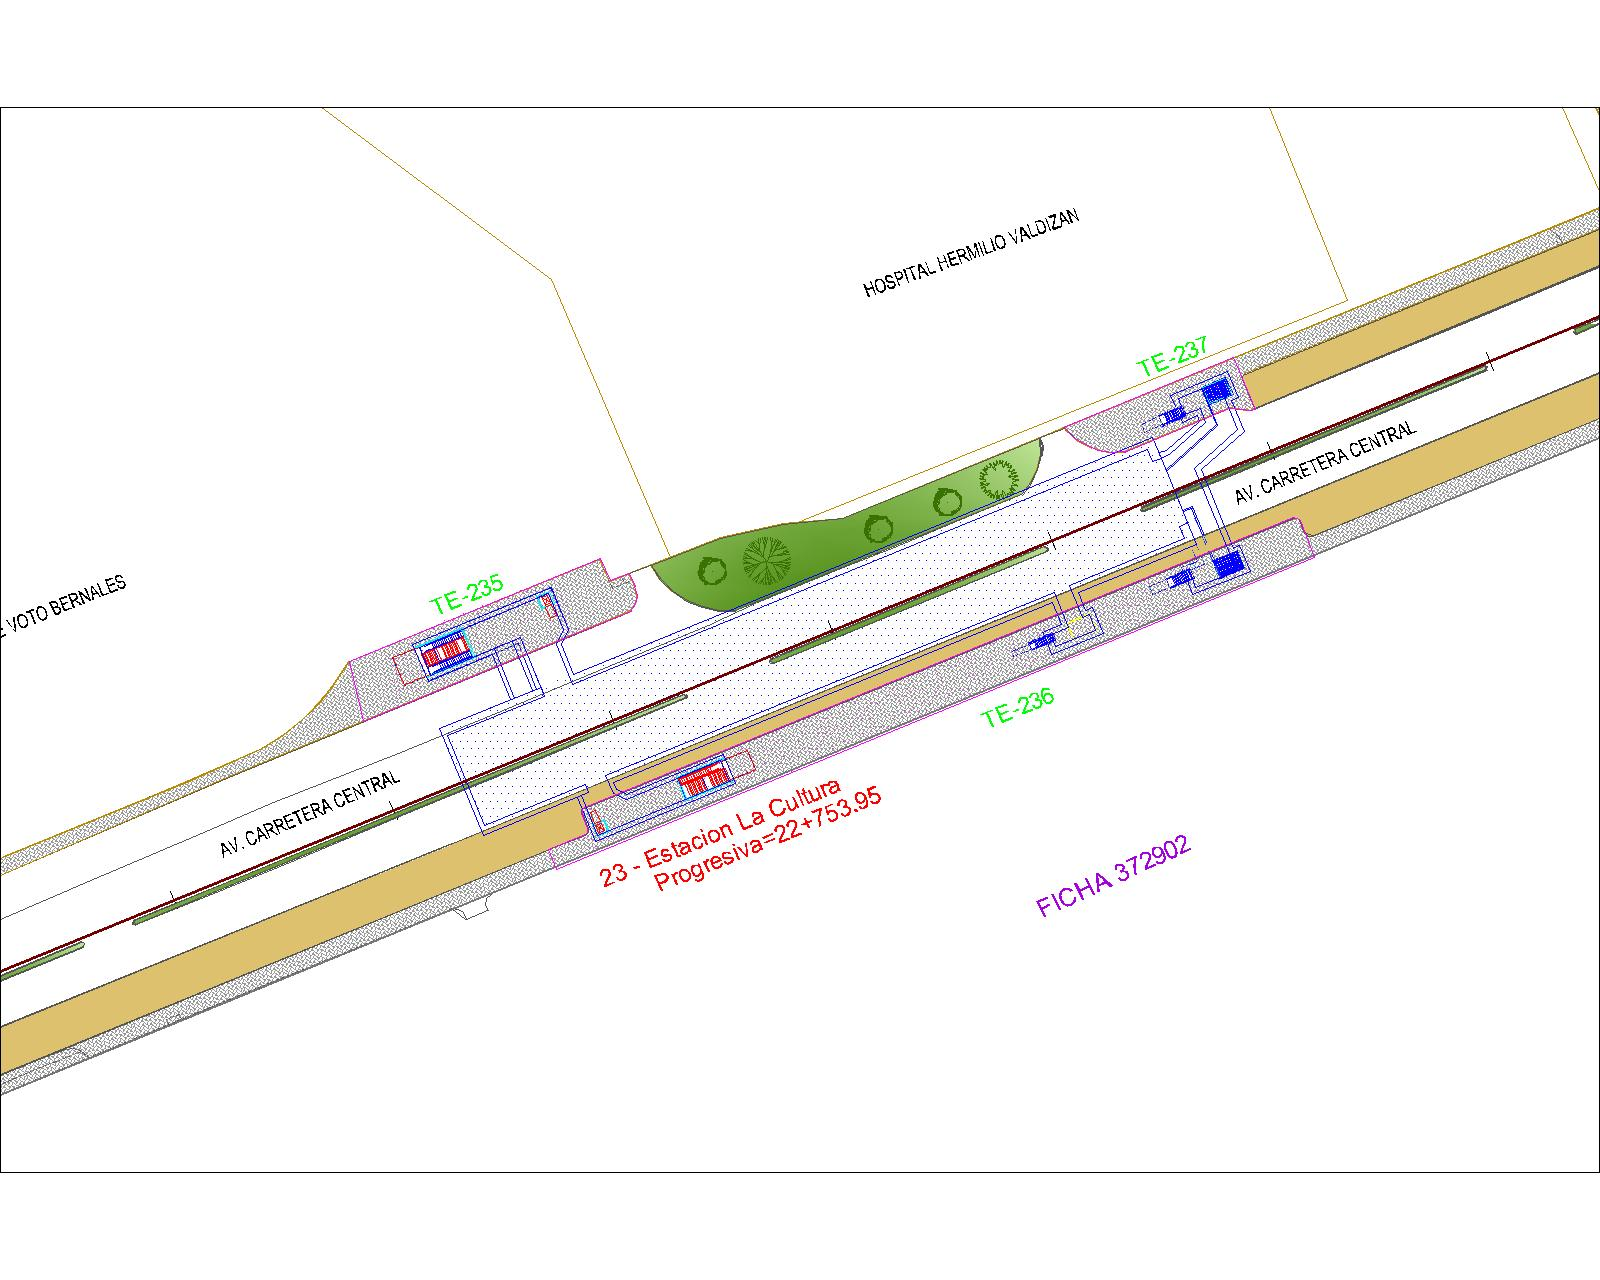 HOSPITAL HERMILIO VALDIZAN
TE-237
AV. CARRETERA CENTRAL
TE-235
VOTO BERNALES
TE-236
AV. CARRETERA CENTRAL
23 - Estacion La Cultura
Progresiva=22+753.95
FICHA 372902